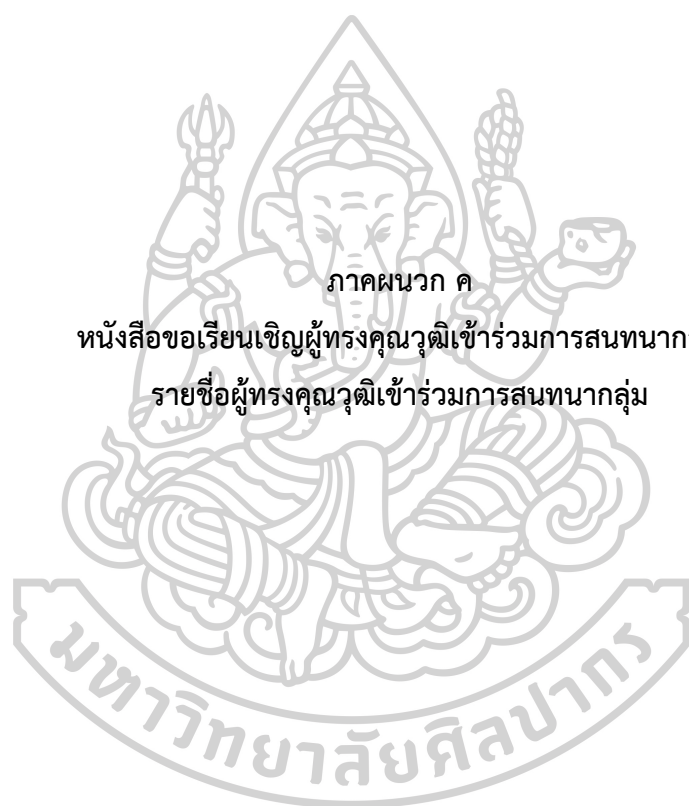 ภาคผนวก ค
หนังสือขอเรียนเชิญผู้ทรงคุณวุฒิเข้าร่วมการสนทนาก
รายชื่อผู้ทรงคุณวุฒิเข้าร่วมการสนทนากลุ่ม
มหาวิทยาลัยศิลปากร